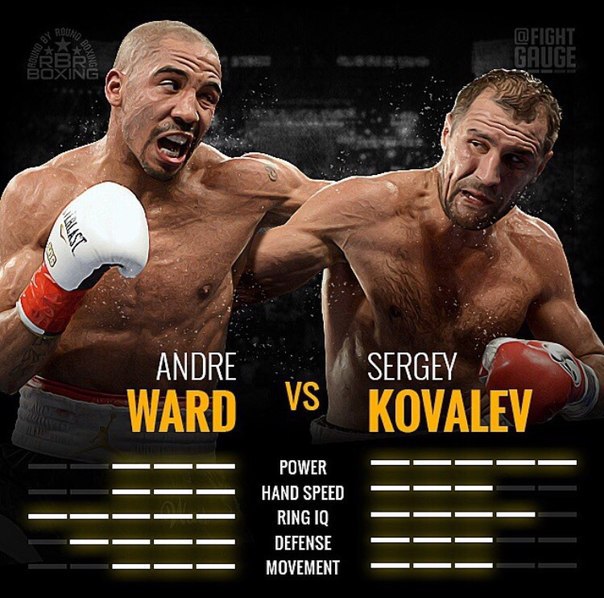 ROUND BY ROUND BOXING
RBR
BOXING
@FIGHT
GAUGE
ANDRE
WARD
VS
SERGEY
KOVALEV
POWER
HAND SPEED
RING IQ
DEFENSE
MOVEMENT